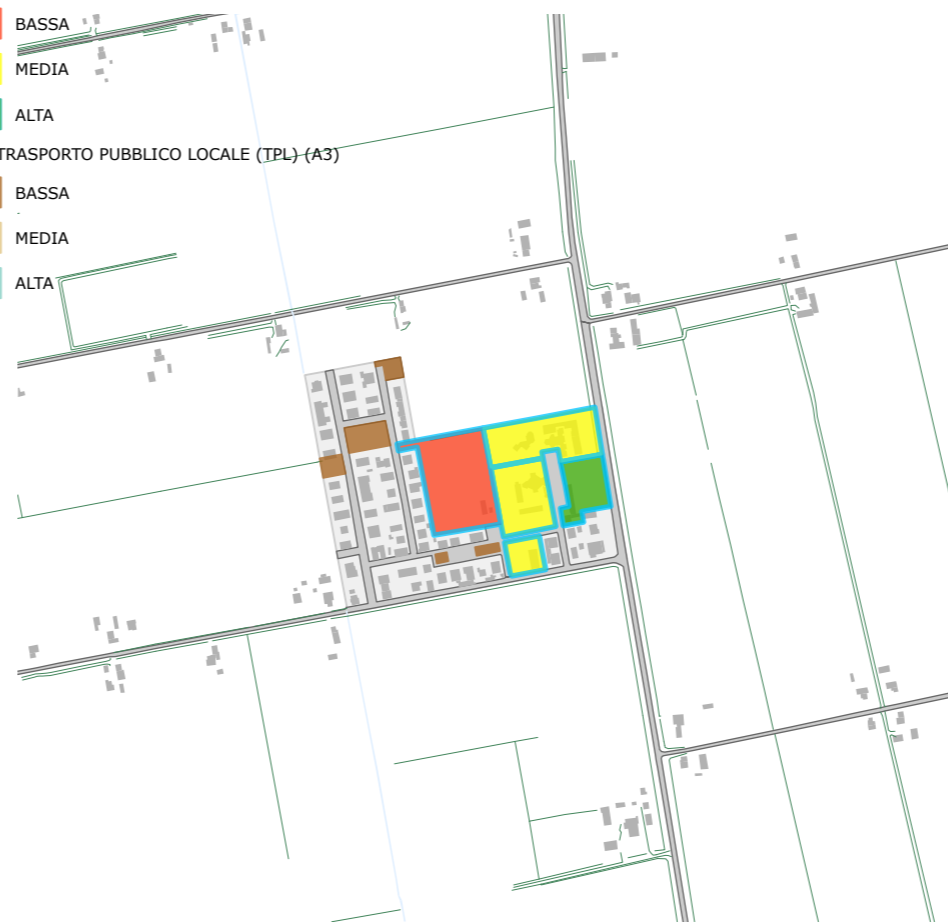 BASSA
MEDIA
ALTA
TRASPORTO PUBBLICO LOCALE (TPL) (A3)
BASSA
MEDIA
ALTA